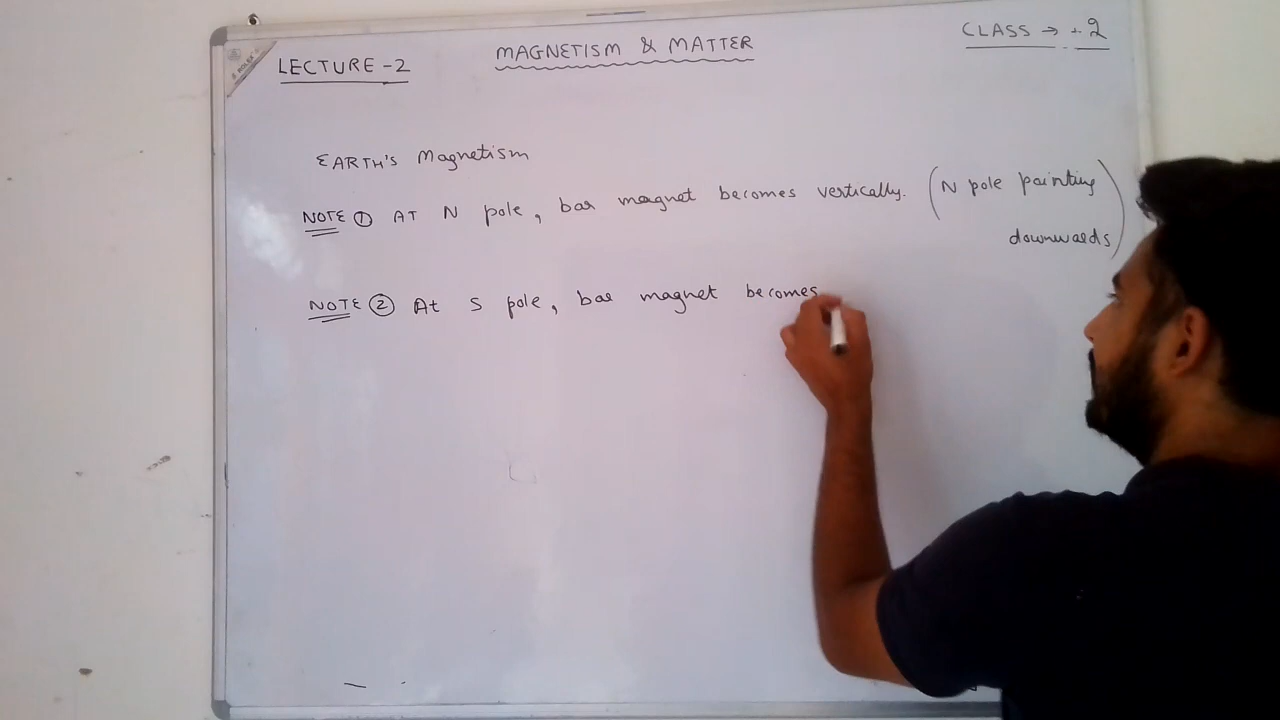 LECTURE-2
MAGNETISM & MATTER
CLASS → +2
EARTH'S Magnetism
NOTE ① AT N pole, bar magnet becomes vertically. (N pole pointing
downwards)
NOTE ② At S pole, bar magnet becomes